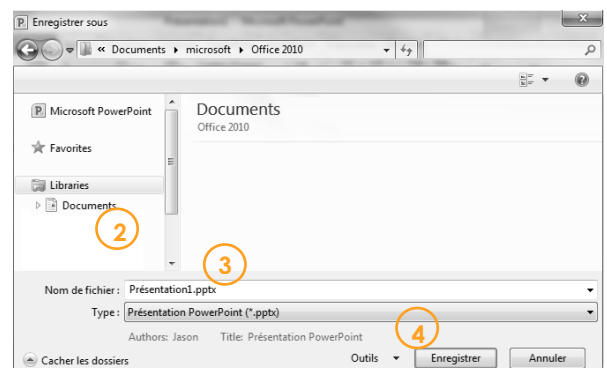 Enregistrer sous
« Documents ▸ microsoft ▸ Office 2010
Microsoft PowerPoint
Favorites
Libraries
Documents
Documents
Office 2010
2
3
Nom de fichier : Présentation1.pptx
Type : Présentation PowerPoint (*.pptx)
Authors: Jason Title: Présentation PowerPoint
4
Cacher les dossiers Outils Enregistrer Annuler